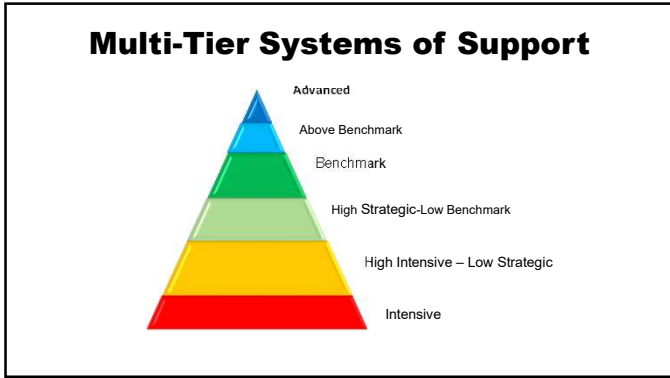 Multi-Tier Systems of Support
Advanced
Above Benchmark
Benchmark
High Strategic-Low Benchmark
High Intensive – Low Strategic
Intensive